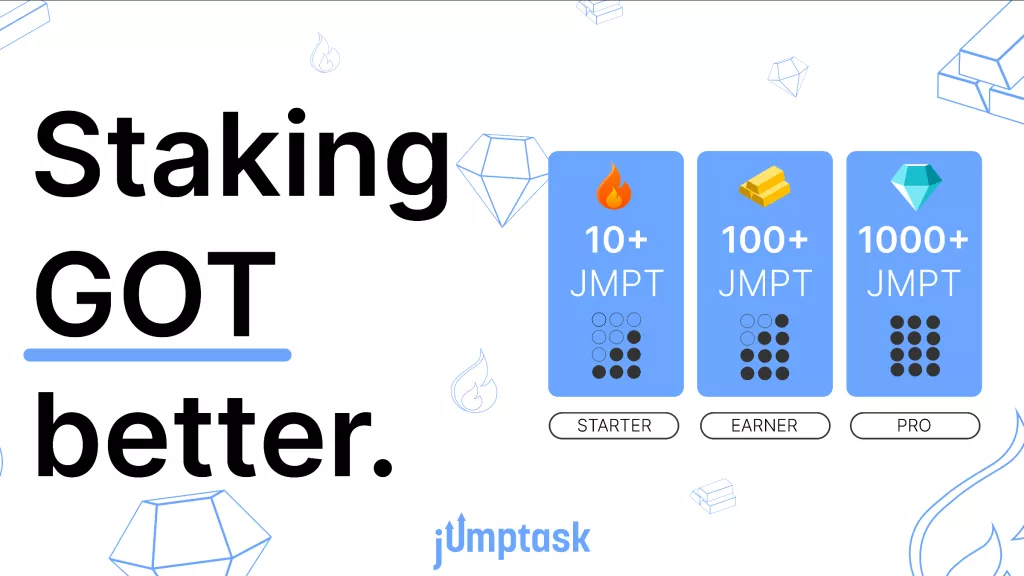 Staking
GOT
better.
10+
JMPT
STARTER
100+
JMPT
EARNER
1000+
JMPT
PRO
jumptask